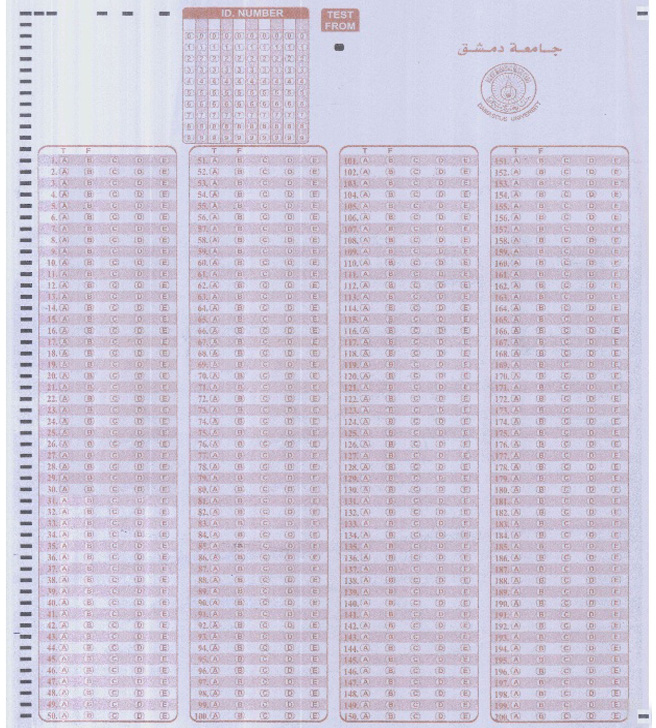 ID. NUMBER TEST
FROM
جامعة دمشق
DAMASCUS UNIVERSITY
0 0 0 0 0 0 0 0 0 0
1 1 1 1 1 1 1 1 1 1
2 2 2 2 2 2 2 2 2 2
3 3 3 3 3 3 3 3 3 3
4 4 4 4 4 4 4 4 4 4
5 5 5 5 5 5 5 5 5 5
6 6 6 6 6 6 6 6 6 6
7 7 7 7 7 7 7 7 7 7
8 8 8 8 8 8 8 8 8 8
9 9 9 9 9 9 9 9 9 9
T F T F T F T F
1. A B C D E 51. A B C D E 101. A B C D E 151. A B C D E
2. A B C D E 52. A B C D E 102. A B C D E 152. A B C D E
3. A B C D E 53. A B C D E 103. A B C D E 153. A B C D E
4. A B C D E 54. A B C D E 104. A B C D E 154. A B C D E
5. A B C D E 55. A B C D E 105. A B C D E 155. A B C D E
6. A B C D E 56. A B C D E 106. A B C D E 156. A B C D E
7. A B C D E 57. A B C D E 107. A B C D E 157. A B C D E
8. A B C D E 58. A B C D E 108. A B C D E 158. A B C D E
9. A B C D E 59. A B C D E 109. A B C D E 159. A B C D E
10. A B C D E 60. A B C D E 110. A B C D E 160. A B C D E
11. A B C D E 61. A B C D E 111. A B C D E 161. A B C D E
12. A B C D E 62. A B C D E 112. A B C D E 162. A B C D E
13. A B C D E 63. A B C D E 113. A B C D E 163. A B C D E
14. A B C D E 64. A B C D E 114. A B C D E 164. A B C D E
15. A B C D E 65. A B C D E 115. A B C D E 165. A B C D E
16. A B C D E 66. A B C D E 116. A B C D E 166. A B C D E
17. A B C D E 67. A B C D E 117. A B C D E 167. A B C D E
18. A B C D E 68. A B C D E 118. A B C D E 168. A B C D E
19. A B C D E 69. A B C D E 119. A B C D E 169. A B C D E
20. A B C D E 70. A B C D E 120. A B C D E 170. A B C D E
21. A B C D E 71. A B C D E 121. A B C D E 171. A B C D E
22. A B C D E 72. A B C D E 122. A B C D E 172. A B C D E
23. A B C D E 73. A B C D E 123. A B C D E 173. A B C D E
24. A B C D E 74. A B C D E 124. A B C D E 174. A B C D E
25. A B C D E 75. A B C D E 125. A B C D E 175. A B C D E
26. A B C D E 76. A B C D E 126. A B C D E 176. A B C D E
27. A B C D E 77. A B C D E 127. A B C D E 177. A B C D E
28. A B C D E 78. A B C D E 128. A B C D E 178. A B C D E
29. A B C D E 79. A B C D E 129. A B C D E 179. A B C D E
30. A B C D E 80. A B C D E 130. A B C D E 180. A B C D E
31. A B C D E 81. A B C D E 131. A B C D E 181. A B C D E
32. A B C D E 82. A B C D E 132. A B C D E 182. A B C D E
33. A B C D E 83. A B C D E 133. A B C D E 183. A B C D E
34. A B C D E 84. A B C D E 134. A B C D E 184. A B C D E
35. A B C D E 85. A B C D E 135. A B C D E 185. A B C D E
36. A B C D E 86. A B C D E 136. A B C D E 186. A B C D E
37. A B C D E 87. A B C D E 137. A B C D E 187. A B C D E
38. A B C D E 88. A B C D E 138. A B C D E 188. A B C D E
39. A B C D E 89. A B C D E 139. A B C D E 189. A B C D E
40. A B C D E 90. A B C D E 140. A B C D E 190. A B C D E
41. A B C D E 91. A B C D E 141. A B C D E 191. A B C D E
42. A B C D E 92. A B C D E 142. A B C D E 192. A B C D E
43. A B C D E 93. A B C D E 143. A B C D E 193. A B C D E
44. A B C D E 94. A B C D E 144. A B C D E 194. A B C D E
45. A B C D E 95. A B C D E 145. A B C D E 195. A B C D E
46. A B C D E 96. A B C D E 146. A B C D E 196. A B C D E
47. A B C D E 97. A B C D E 147. A B C D E 197. A B C D E
48. A B C D E 98. A B C D E 148. A B C D E 198. A B C D E
49. A B C D E 99. A B C D E 149. A B C D E 199. A B C D E
50. A B C D E 100. A B C D E 150. A B C D E 200. A B C D E